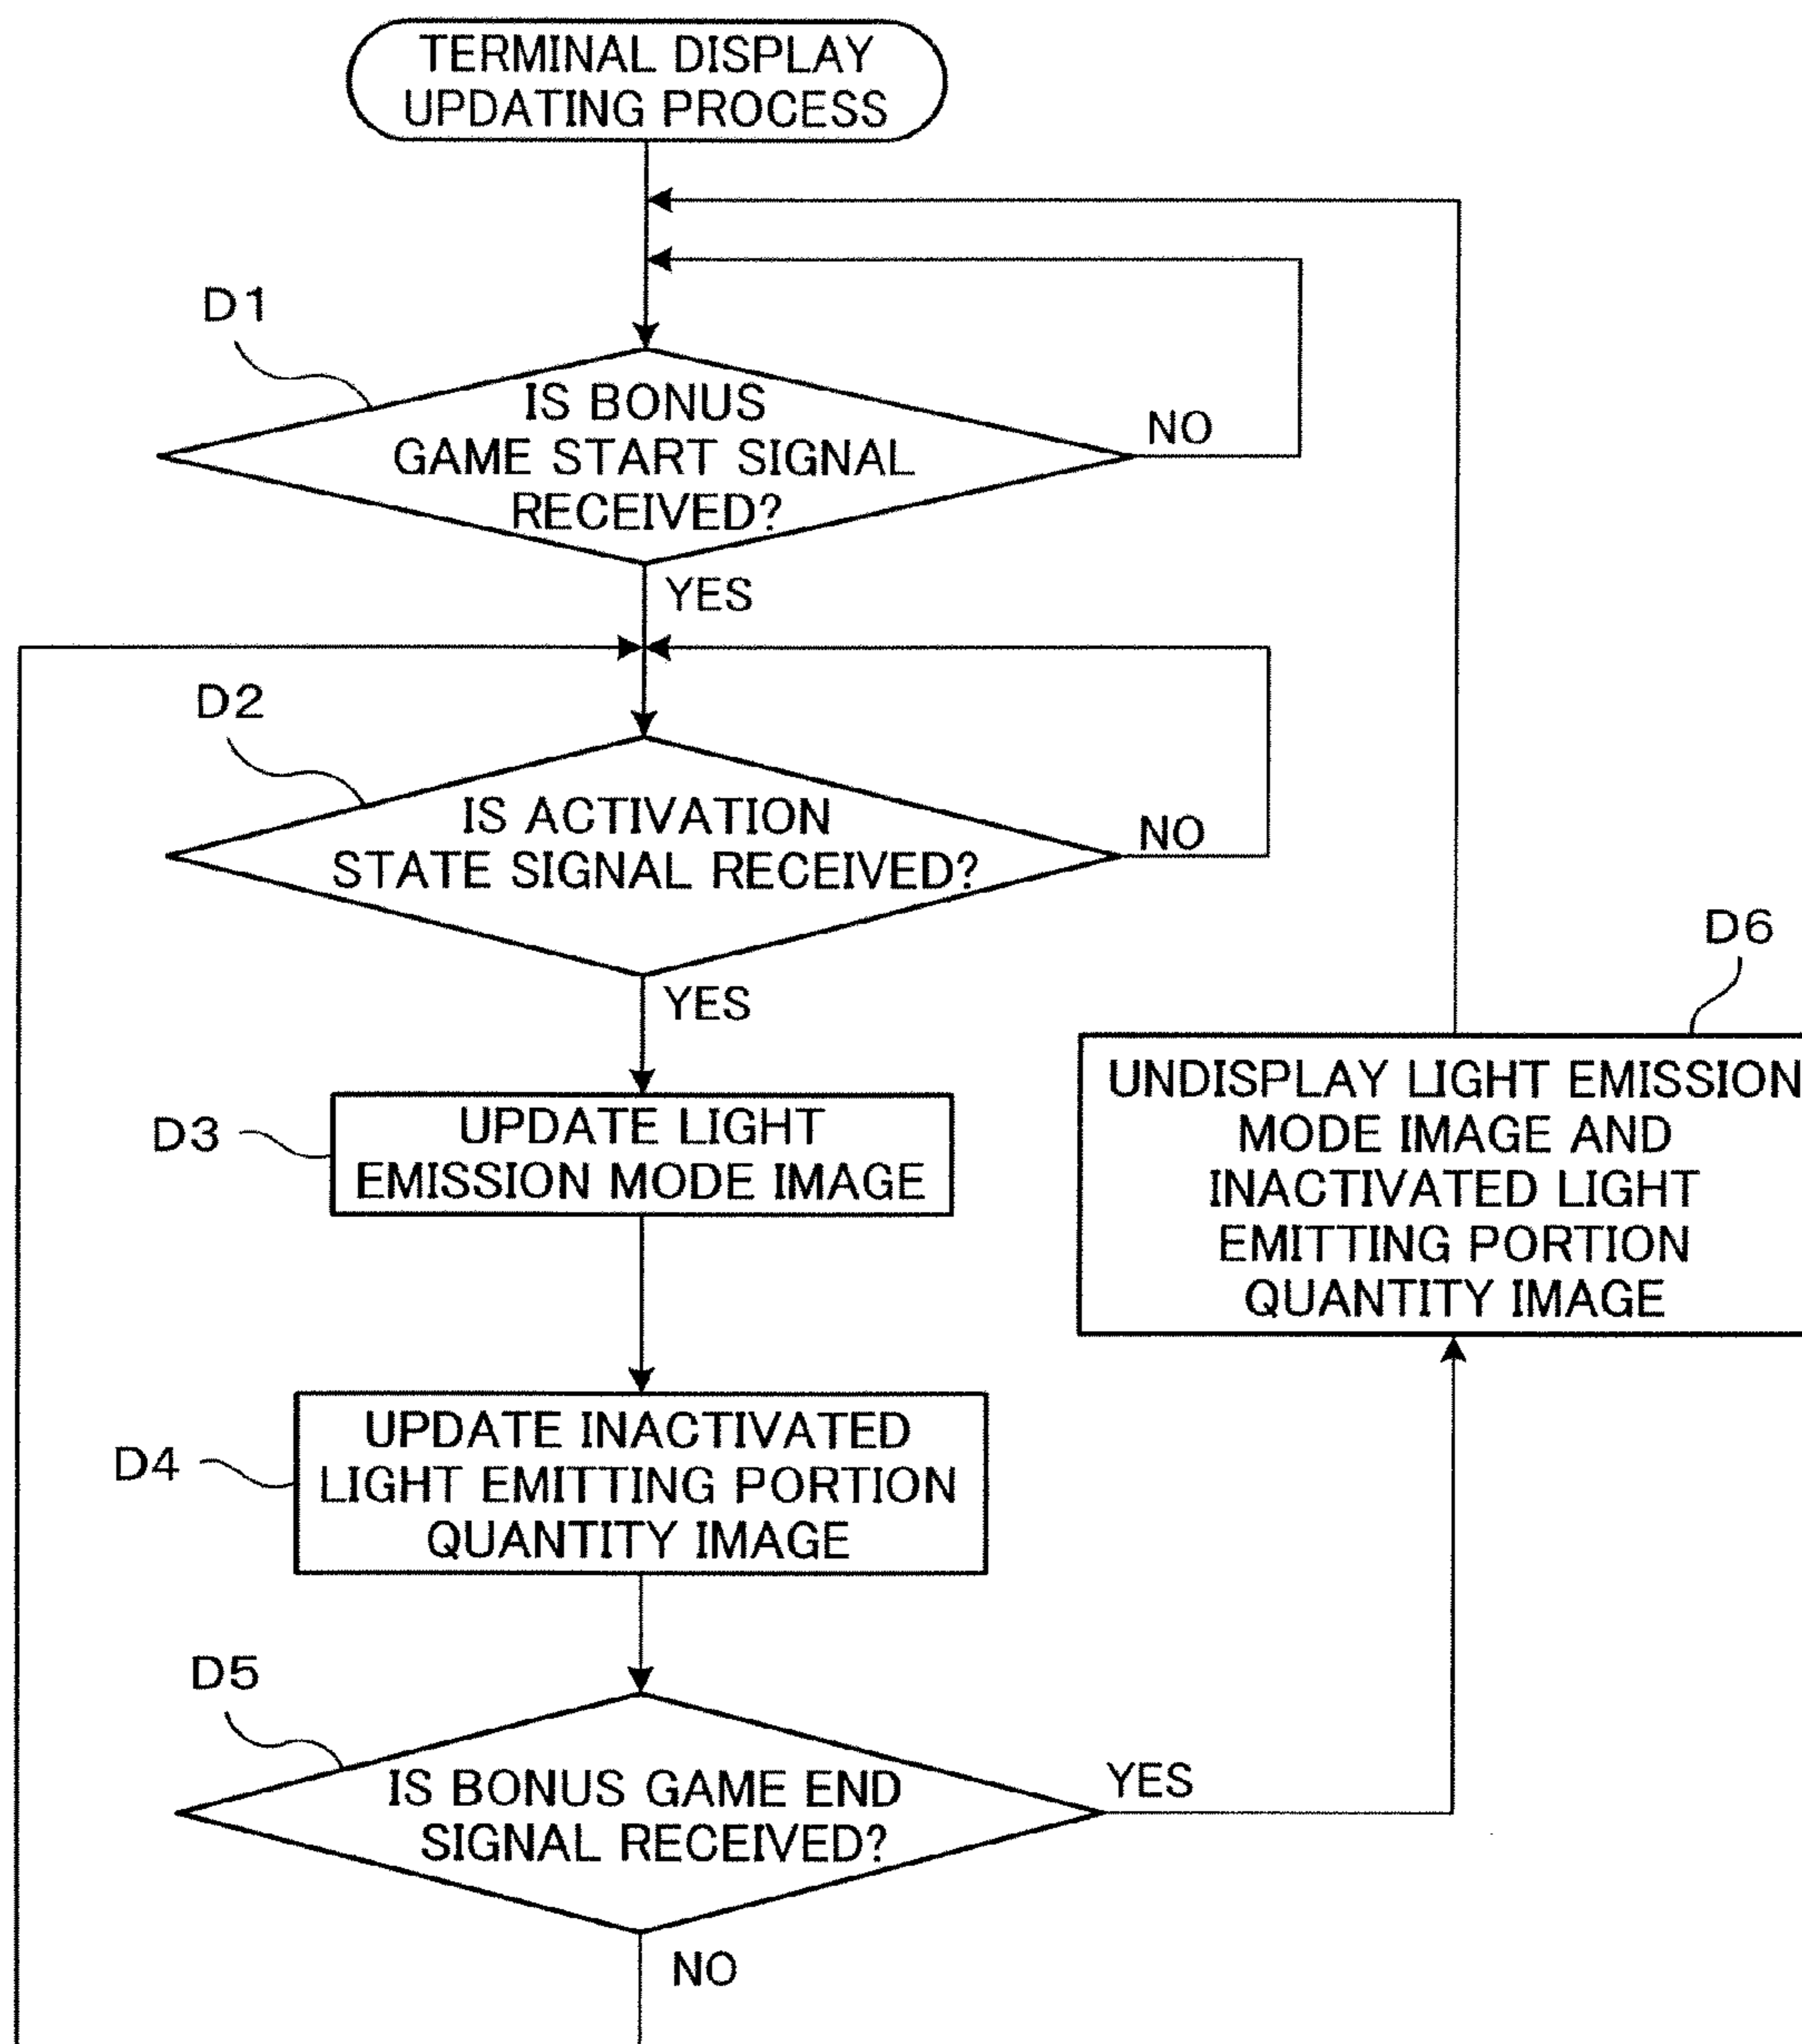 TERMINAL DISPLAY
UPDATING PROCESS
D1
IS BONUS
GAME START SIGNAL
RECEIVED?
NO
YES
D2
IS ACTIVATION
STATE SIGNAL RECEIVED?
NO
YES
D3
UPDATE LIGHT
EMISSION MODE IMAGE
D6
UNDISPLAY LIGHT EMISSION
MODE IMAGE AND
INACTIVATED LIGHT
EMITTING PORTION
QUANTITY IMAGE
D4
UPDATE INACTIVATED
LIGHT EMITTING PORTION
QUANTITY IMAGE
D5
IS BONUS GAME END
SIGNAL RECEIVED?
YES
NO